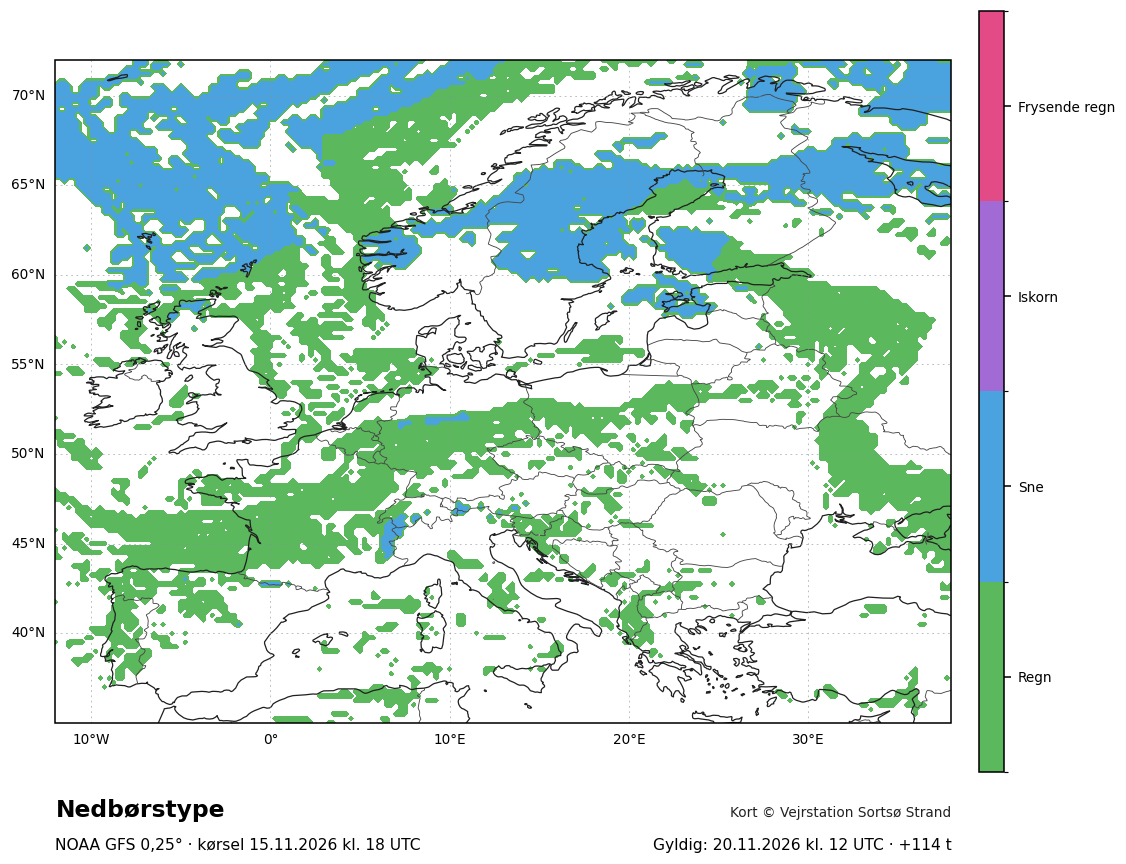 70°N
65°N
60°N
55°N
50°N
45°N
40°N
10°W
0°
10°E
20°E
30°E
Frysende regn
Iskorn
Sne
Regn
Nedbørstype
Kort © Vejrstation Sortsø Strand
NOAA GFS 0,25° · kørsel 15.11.2026 kl. 18 UTC
Gyldig: 20.11.2026 kl. 12 UTC · +114 t